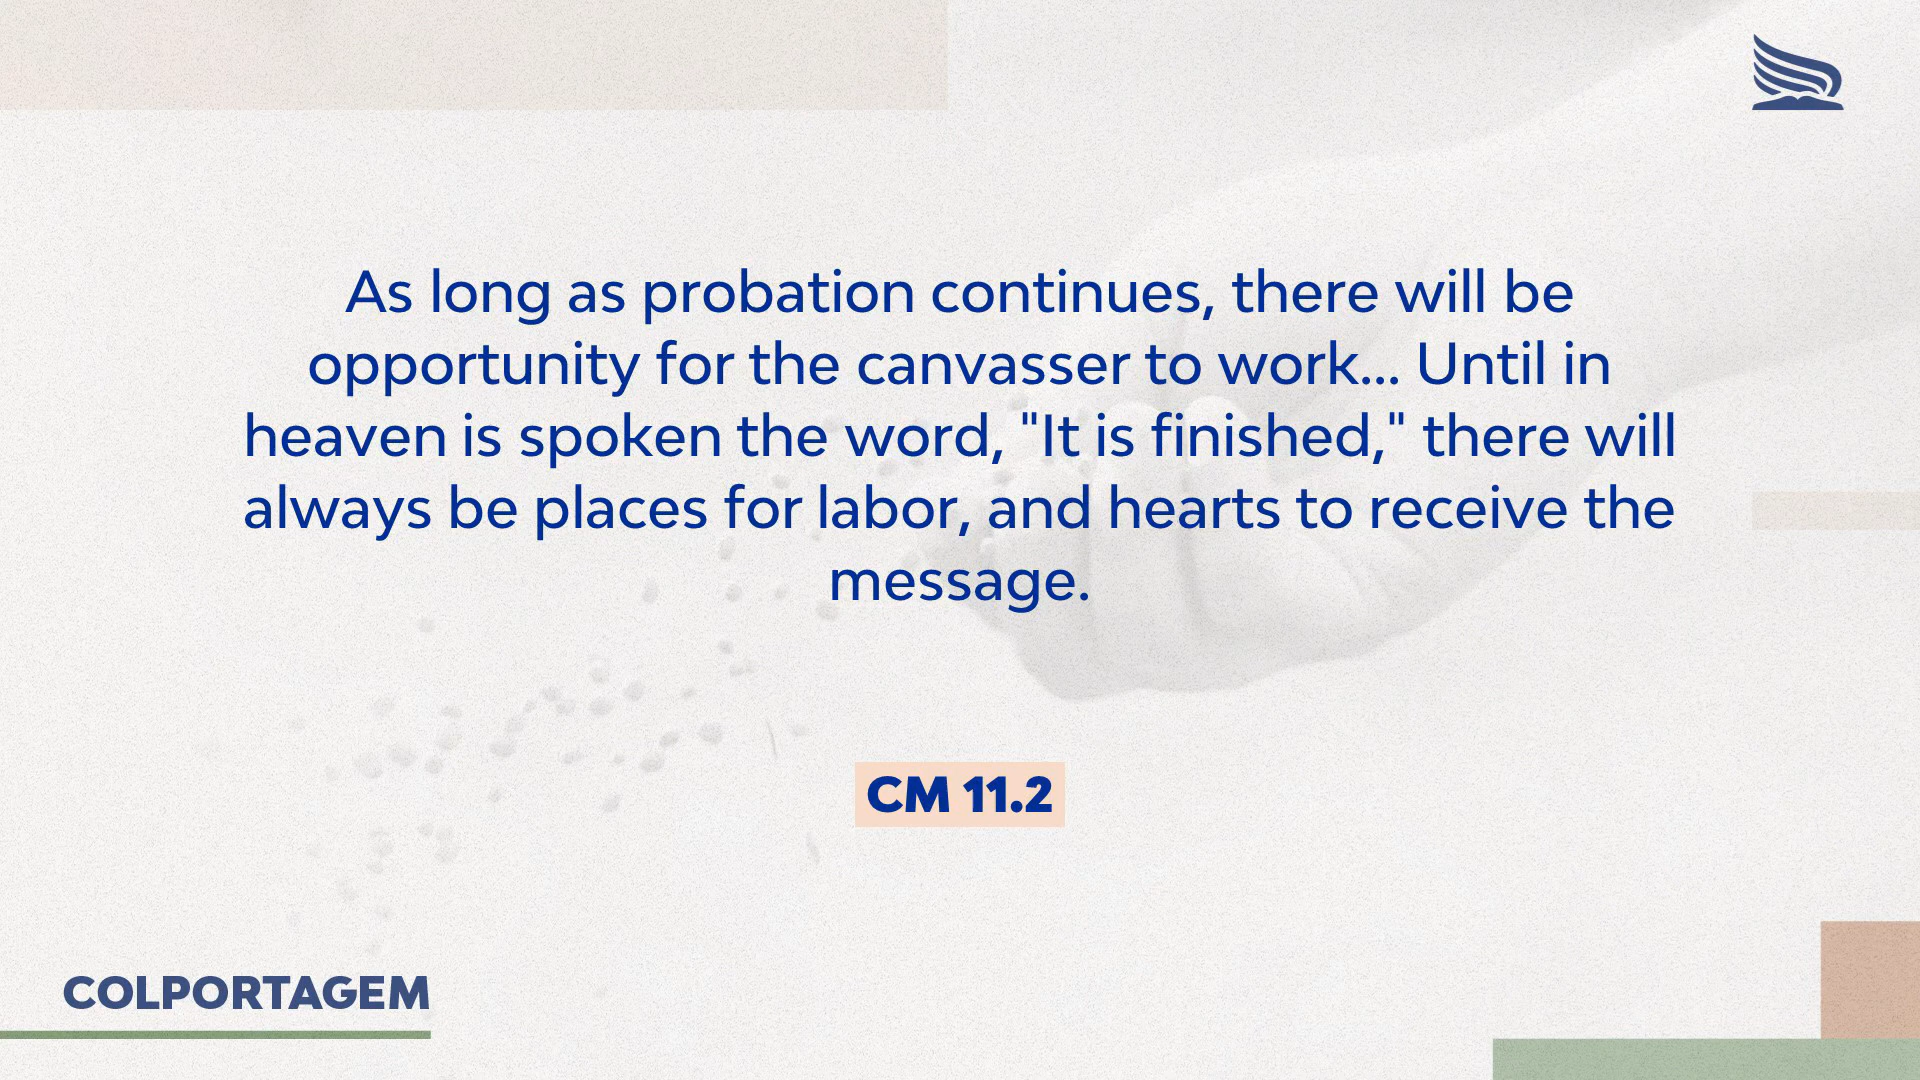 As long as probation continues, there will be
opportunity for the canvasser to work... Until in
heaven is spoken the word, "It is finished," there will
always be places for labor, and hearts to receive the
message.
CM 11.2
COLPORTAGEM